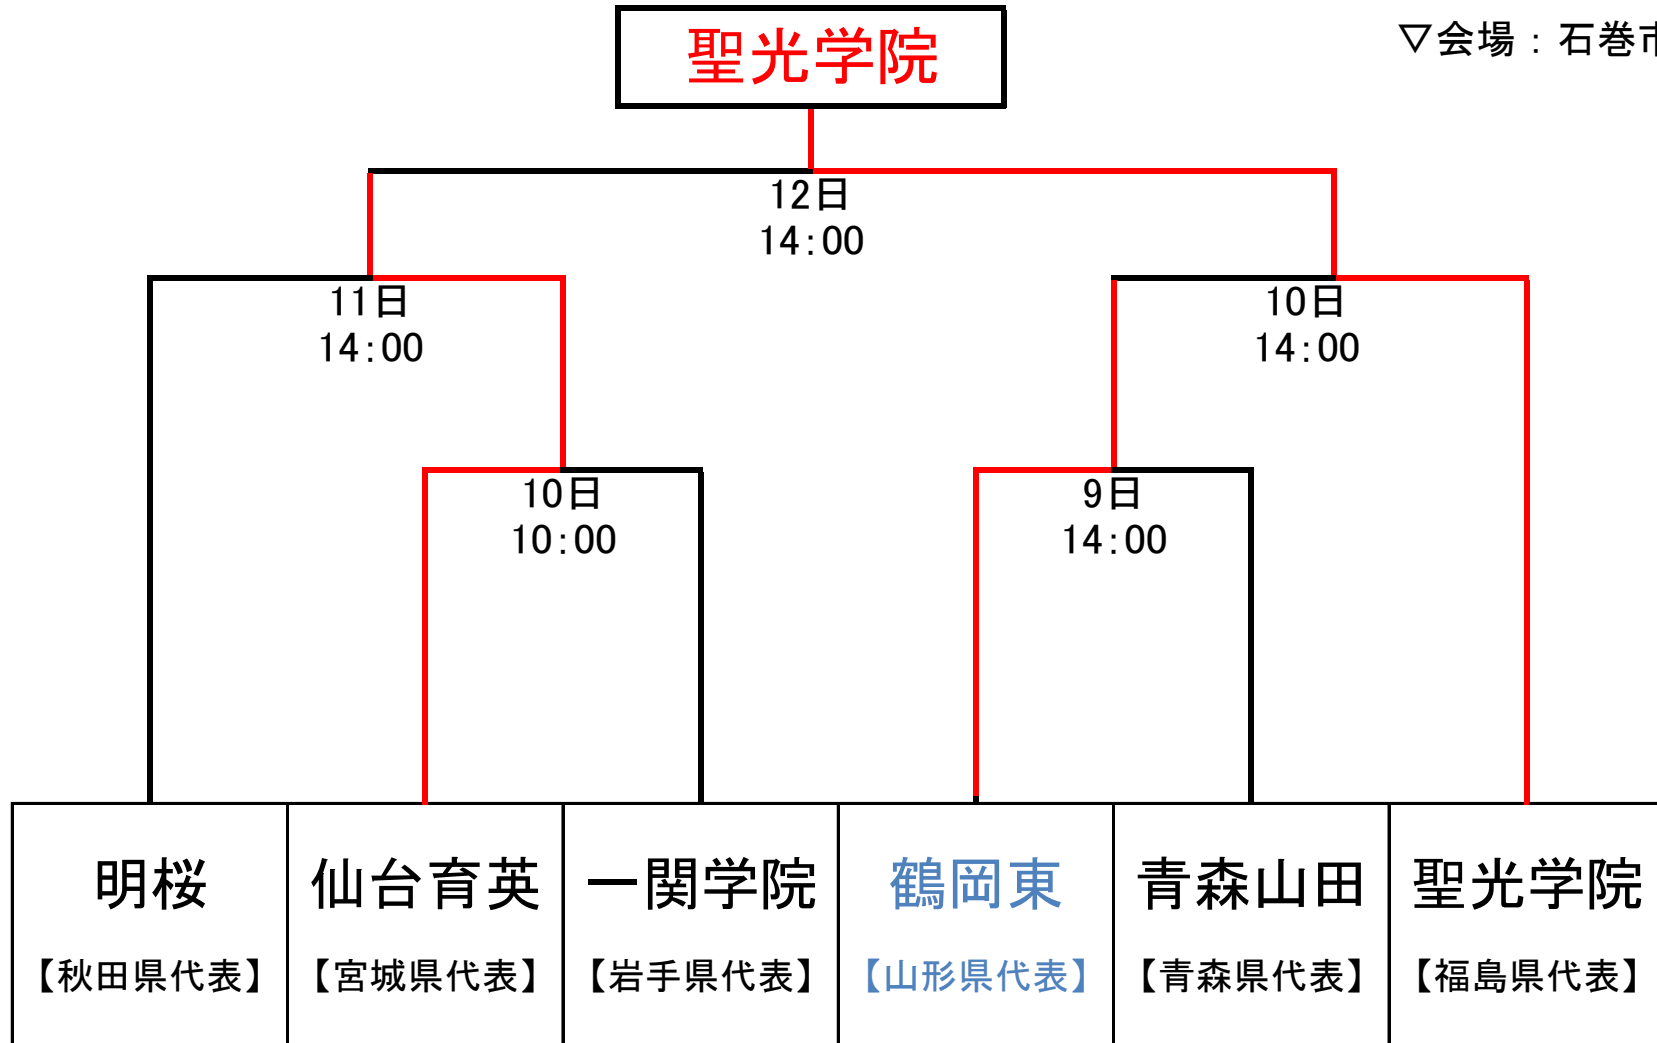 聖光学院
▽会場：石巻市
12日
14:00
11日
14:00
10日
14:00
10日
10:00
9日
14:00
明桜 仙台育英 一関学院 鶴岡東 青森山田 聖光学院
【秋田県代表】 【宮城県代表】 【岩手県代表】 【山形県代表】 【青森県代表】 【福島県代表】